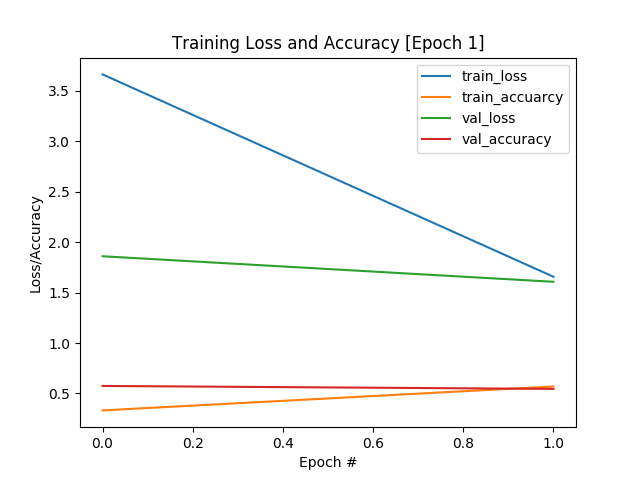 Training Loss and Accuracy [Epoch 1]
train_loss
train_accuarcy
val_loss
val_accuracy
3.5
3.0
2.5
2.0
1.5
1.0
0.5
Loss/Accuracy
0.0 0.2 0.4 0.6 0.8 1.0
Epoch #